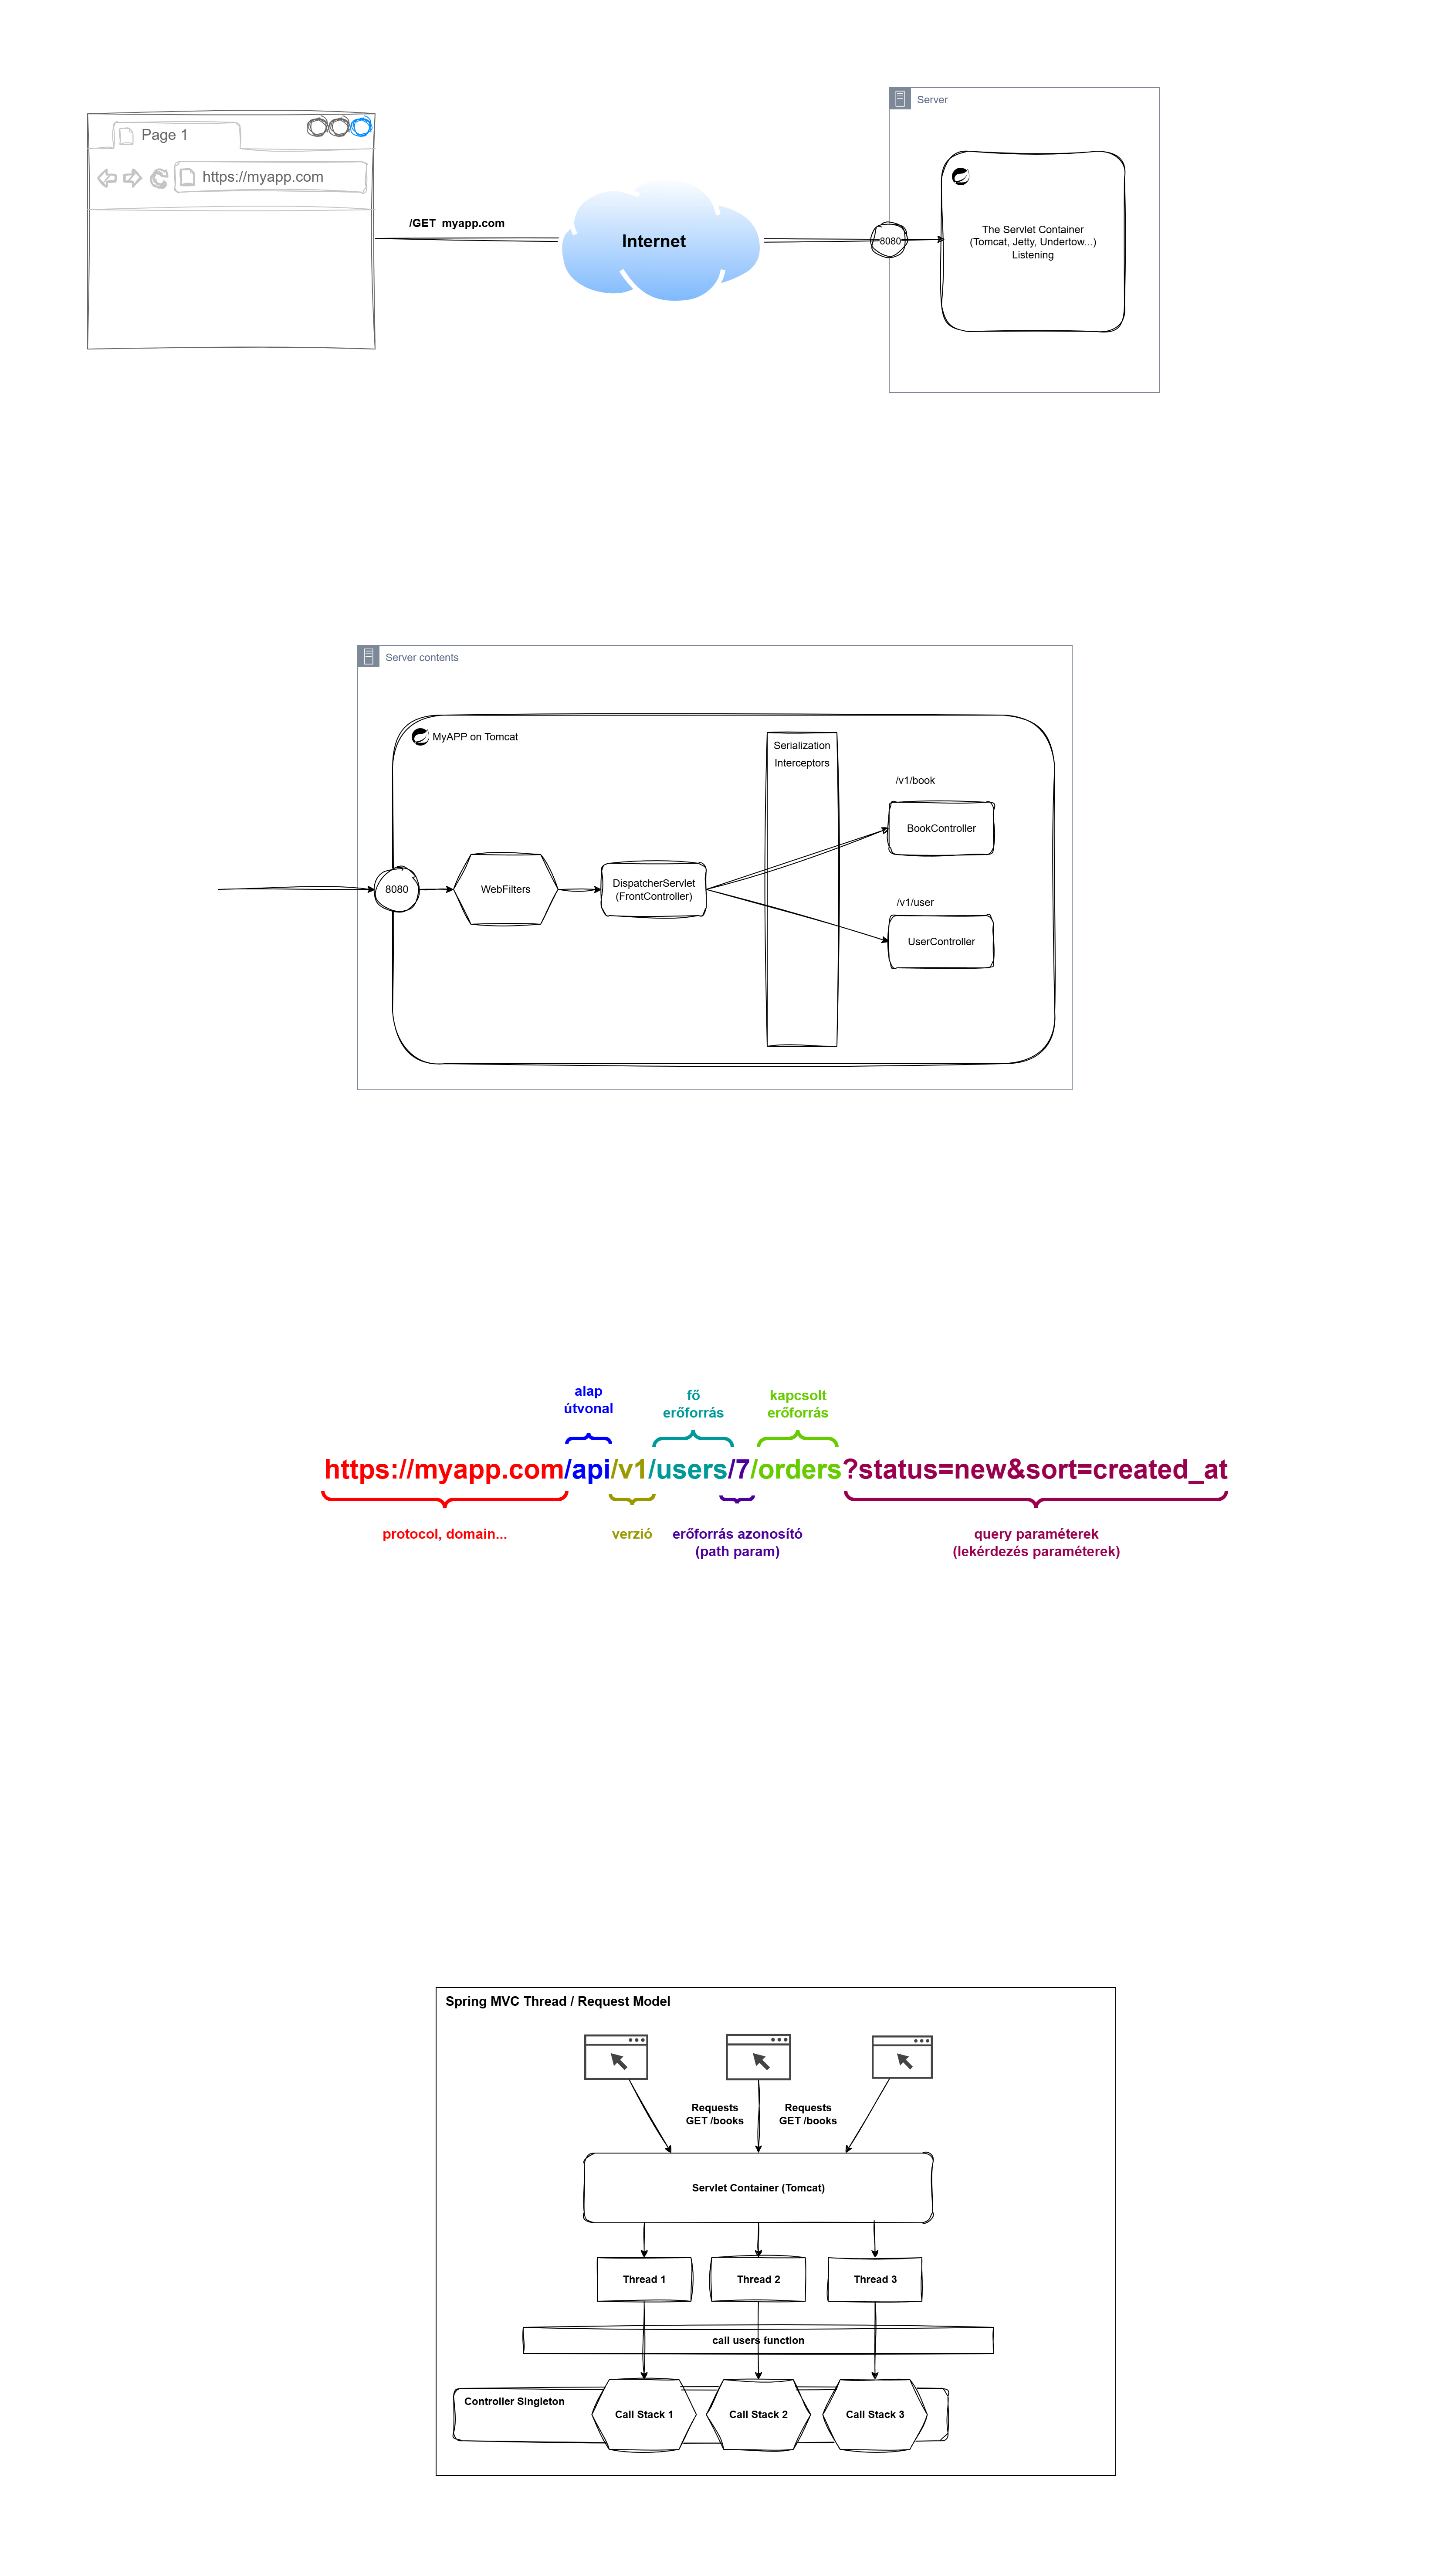 Server
Page 1
https://myapp.com
/GET  myapp.com
Internet
8080
The Servlet Container
(Tomcat, Jetty, Undertow...)
Listening
Server contents
MyAPP on Tomcat
Serialization
Interceptors
/v1/book
BookController
8080
WebFilters
DispatcherServlet
(FrontController)
/v1/user
UserController
alap
útvonal
fő
erőforrás
kapcsolt
erőforrás
https://myapp.com/api/v1/users/7/orders?status=new&sort=created_at
protocol, domain...
verzió
erőforrás azonosító
(path param)
query paraméterek
(lekérdezés paraméterek)
Spring MVC Thread / Request Model
Requests
GET /books
Requests
GET /books
Servlet Container (Tomcat)
Thread 1
Thread 2
Thread 3
call users function
Controller Singleton
Call Stack 1
Call Stack 2
Call Stack 3